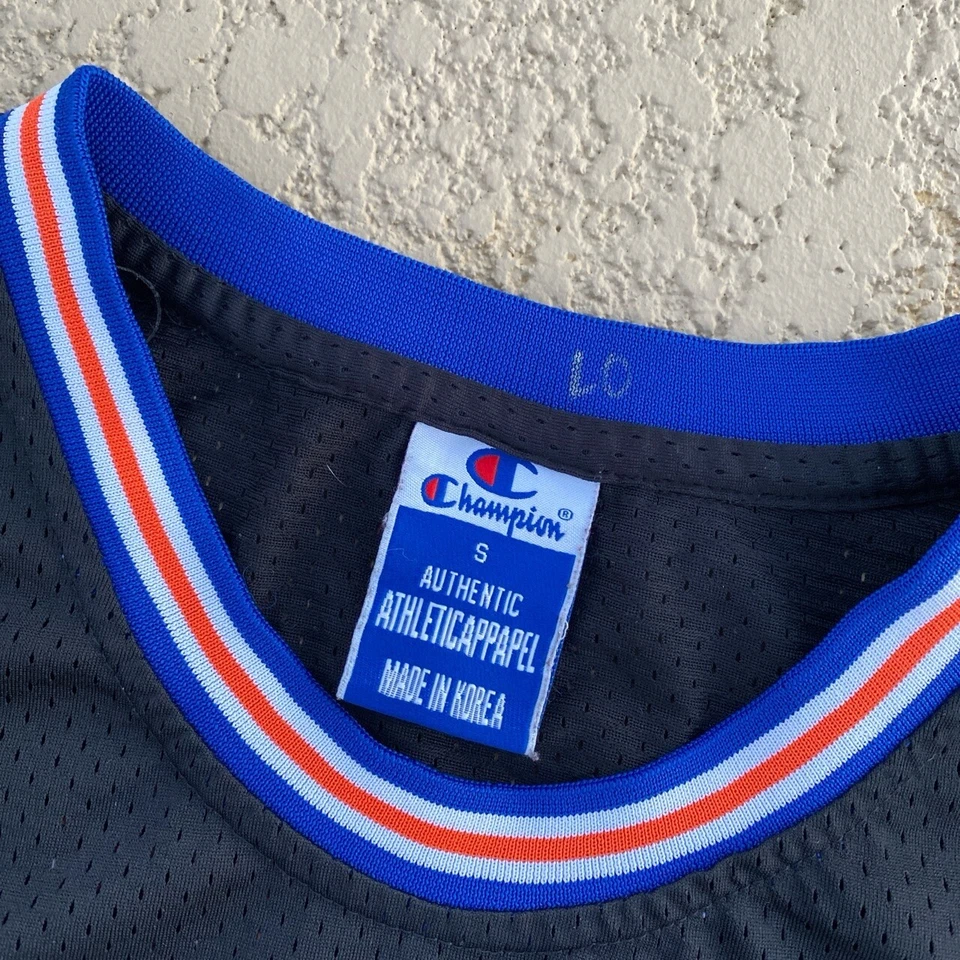 Champion®
S
AUTHENTIC
ATHLETICAPPAPEL
MADE IN KOREA